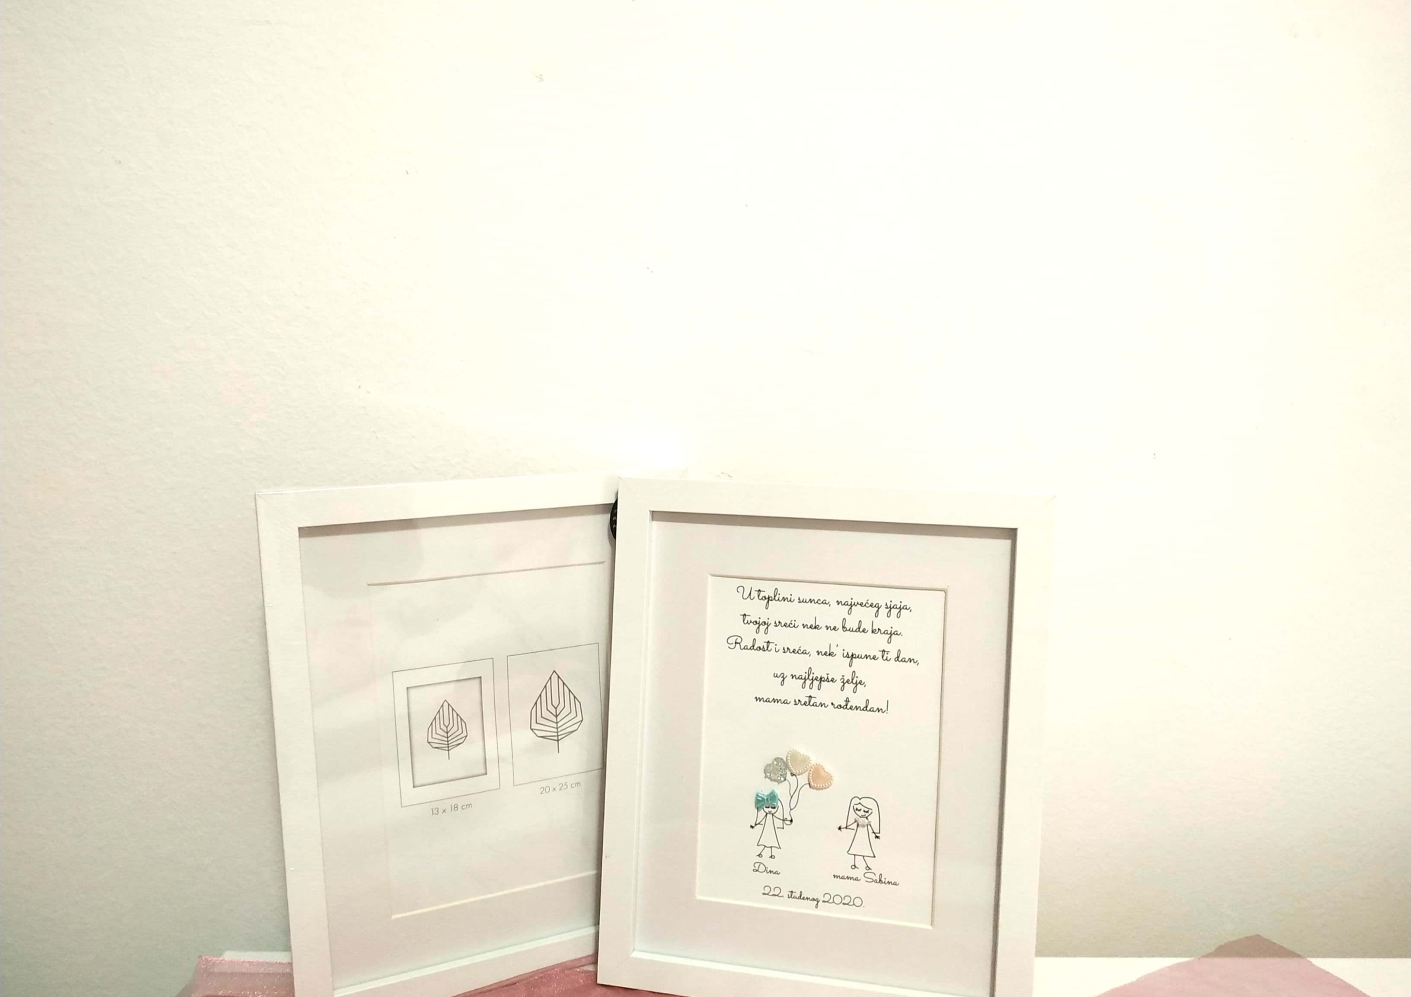 13 x 18 cm
20 x 25 cm
U toplini sunca, najvećeg sjaja,
tvojoj sreći nek ne bude kraja.
Radost i sreća, nek' ispune ti dan,
uz najljepše želje,
mama sretan rođendan!
Dina
mama Sabina
22. studenog 2020.